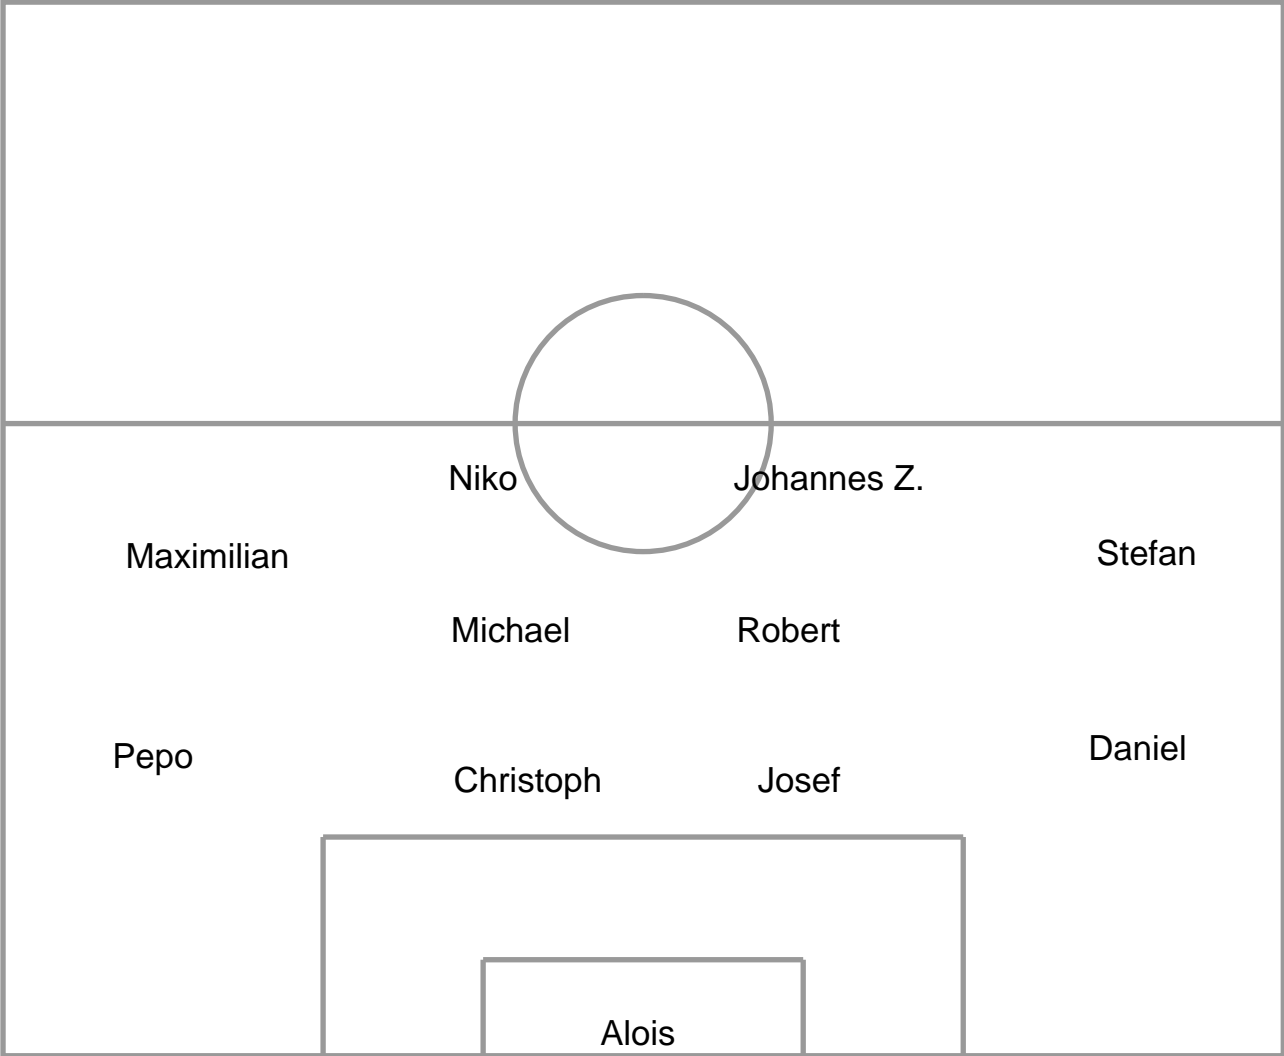 Niko
Johannes Z.
Maximilian
Stefan
Michael
Robert
Pepo
Daniel
Christoph
Josef
Alois